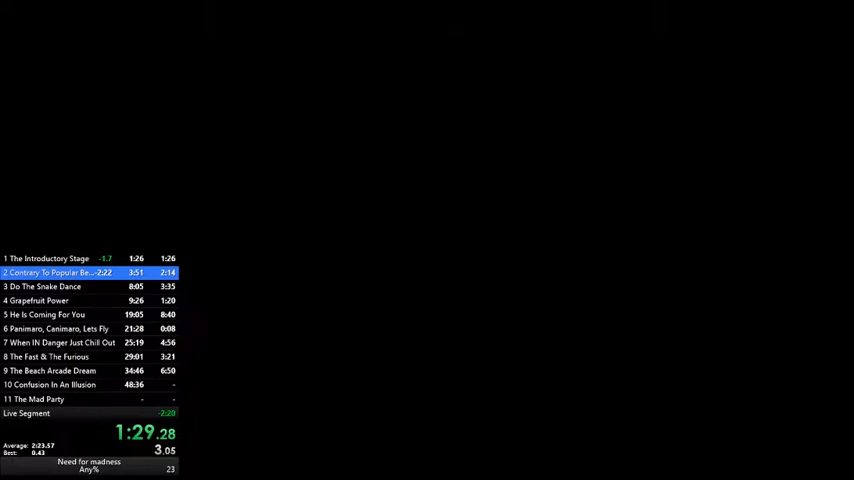 1 The Introductory Stage -1.7 1:26 1:26
2 Contrary To Popular Be... -2:22 3:51 2:14
3 Do The Snake Dance 8:05 3:35
4 Grapefruit Power 9:26 1:20
5 He Is Coming For You 19:05 8:40
6 Panimaro, Canimaro, Lets Fly 21:28 0:08
7 When IN Danger Just Chill Out 25:19 4:56
8 The Fast & The Furious 29:01 3:21
9 The Beach Arcade Dream 34:46 6:50
10 Confusion In An Illusion 48:36 -
11 The Mad Party - -
Live Segment -2:20
1:29.28
Average: 2:23.57
Best: 0.43
3.05
Need for madness
Any% 23